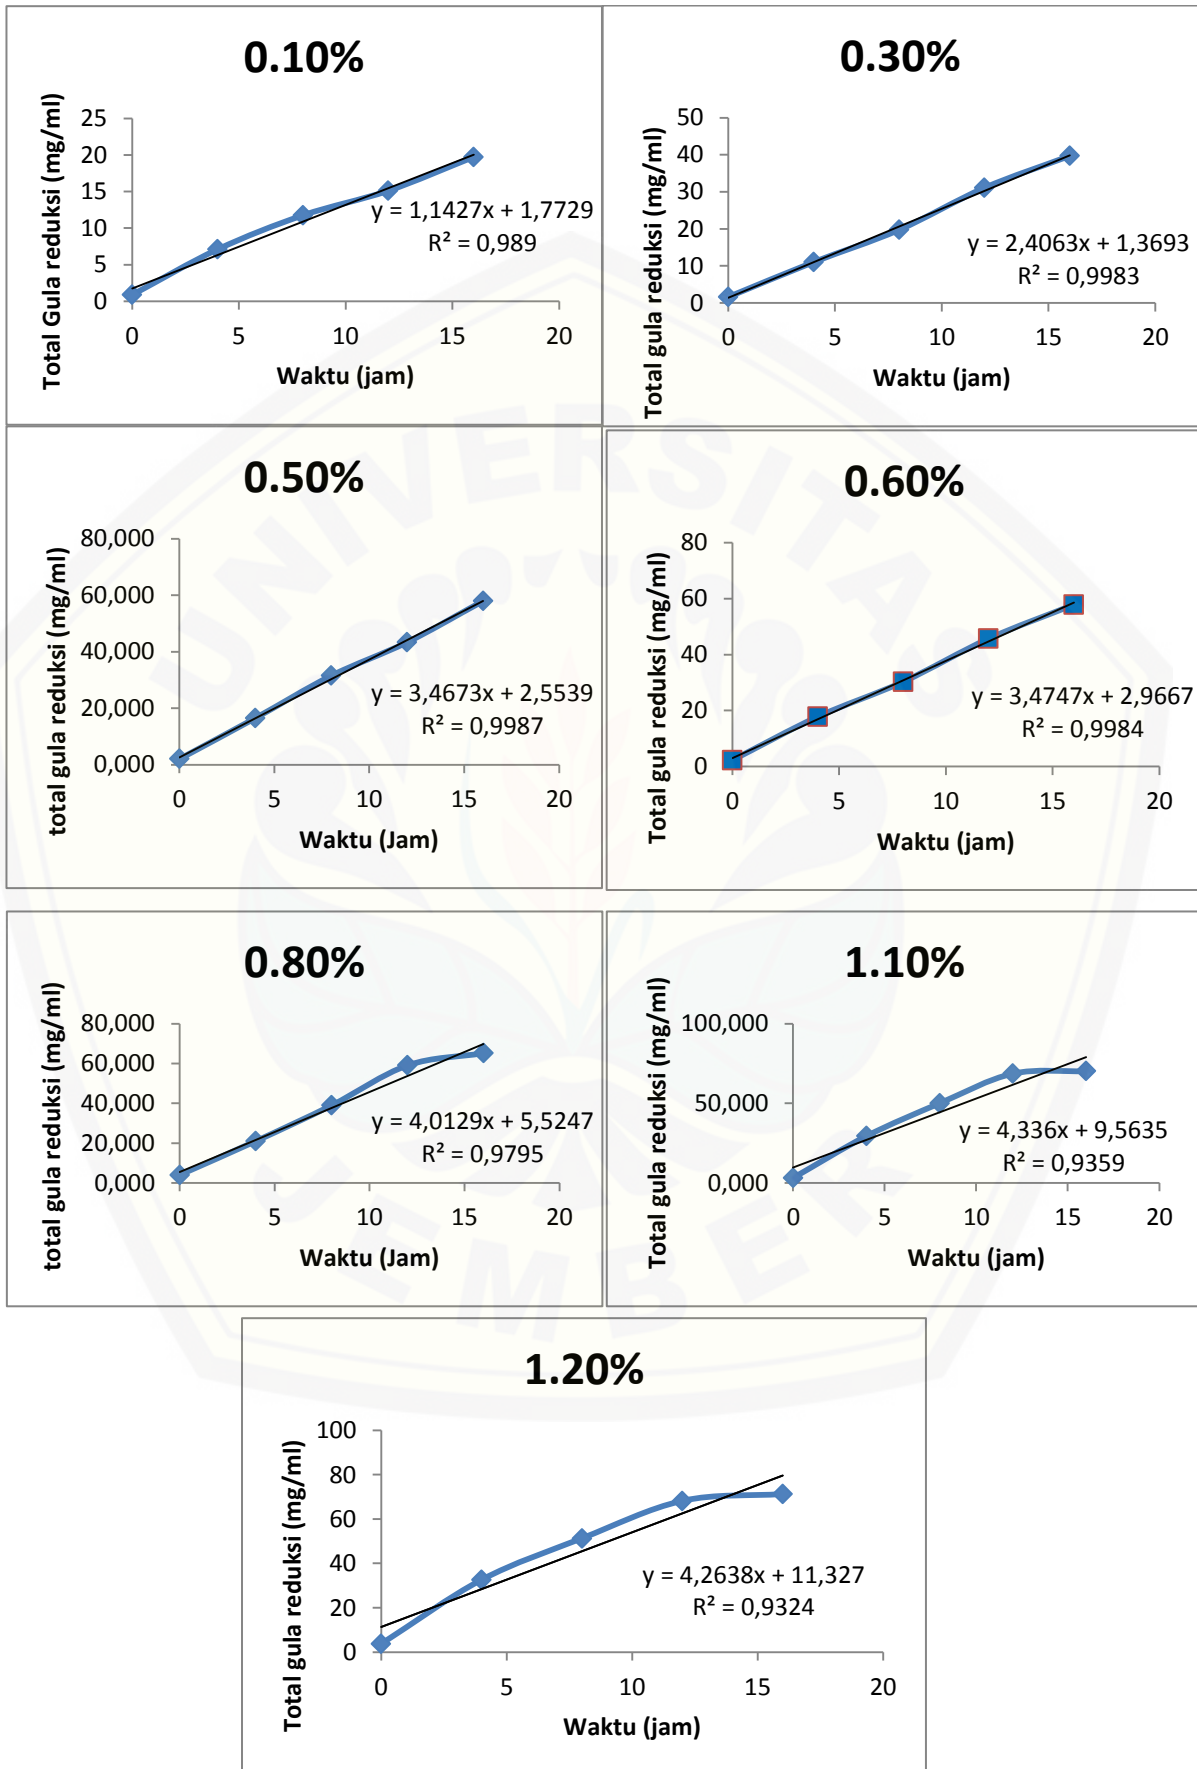 0.10%
Total Gula reduksi (mg/ml)
25
20
15
10
5
0
y = 1,1427x + 1,7729
R² = 0,989
0 5 10 15 20
Waktu (jam)
0.30%
Total gula reduksi (mg/ml)
50
40
30
20
10
0
y = 2,4063x + 1,3693
R² = 0,9983
0 5 10 15 20
Waktu (jam)
0.50%
total gula reduksi (mg/ml)
80,000
60,000
40,000
20,000
0,000
y = 3,4673x + 2,5539
R² = 0,9987
0 5 10 15 20
Waktu (Jam)
0.60%
Total gula reduksi (mg/ml)
80
60
40
20
0
y = 3,4747x + 2,9667
R² = 0,9984
0 5 10 15 20
Waktu (jam)
0.80%
total gula reduksi (mg/ml)
80,000
60,000
40,000
20,000
0,000
y = 4,0129x + 5,5247
R² = 0,9795
0 5 10 15 20
Waktu (Jam)
1.10%
Total gula reduksi (mg/ml)
100,000
50,000
0,000
y = 4,336x + 9,5635
R² = 0,9359
0 5 10 15 20
Waktu (jam)
1.20%
Total gula reduksi (mg/ml)
100
80
60
40
20
0
y = 4,2638x + 11,327
R² = 0,9324
0 5 10 15 20
Waktu (jam)
UNIVERSITAS
JEMBER